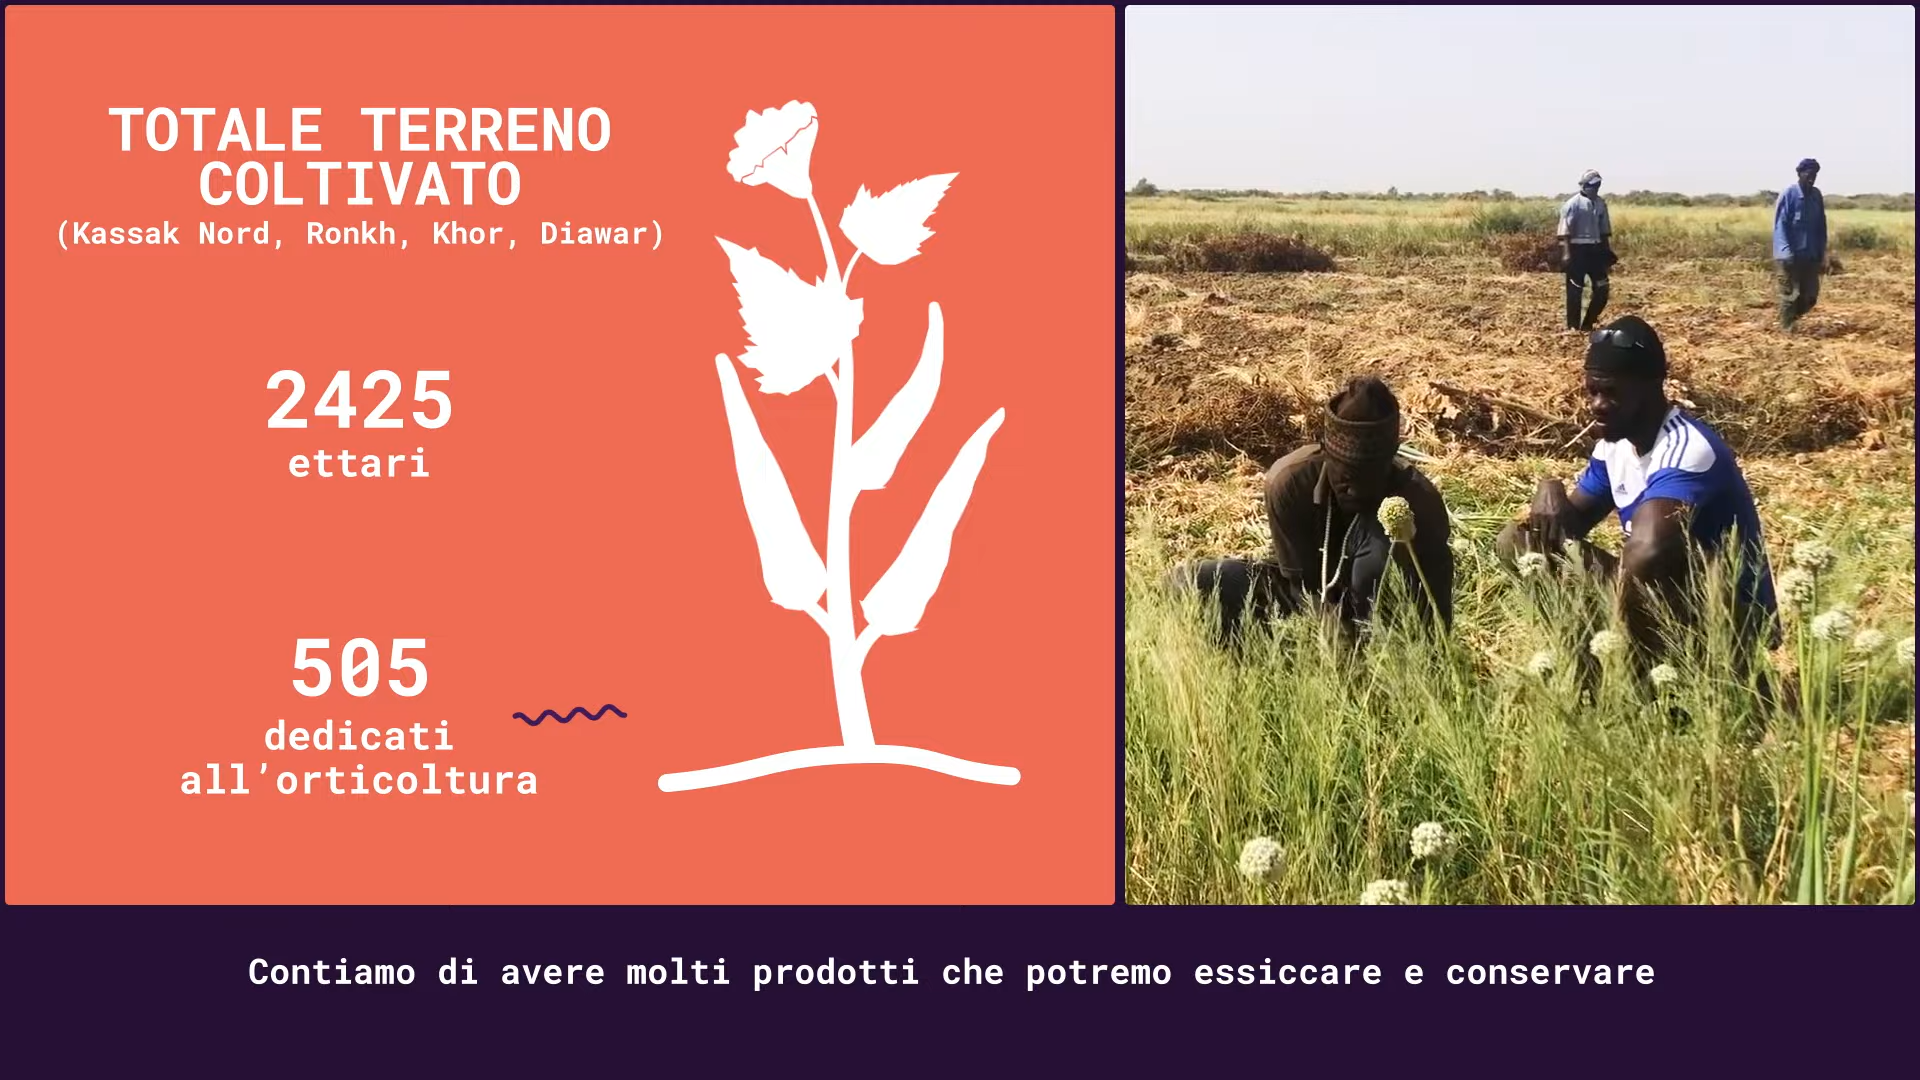 TOTALE TERRENO
COLTIVATO
(Kassak Nord, Ronkh, Khor, Diawar)
2425
ettari
505
dedicati
all’orticoltura
Contiamo di avere molti prodotti che potremo essiccare e conservare